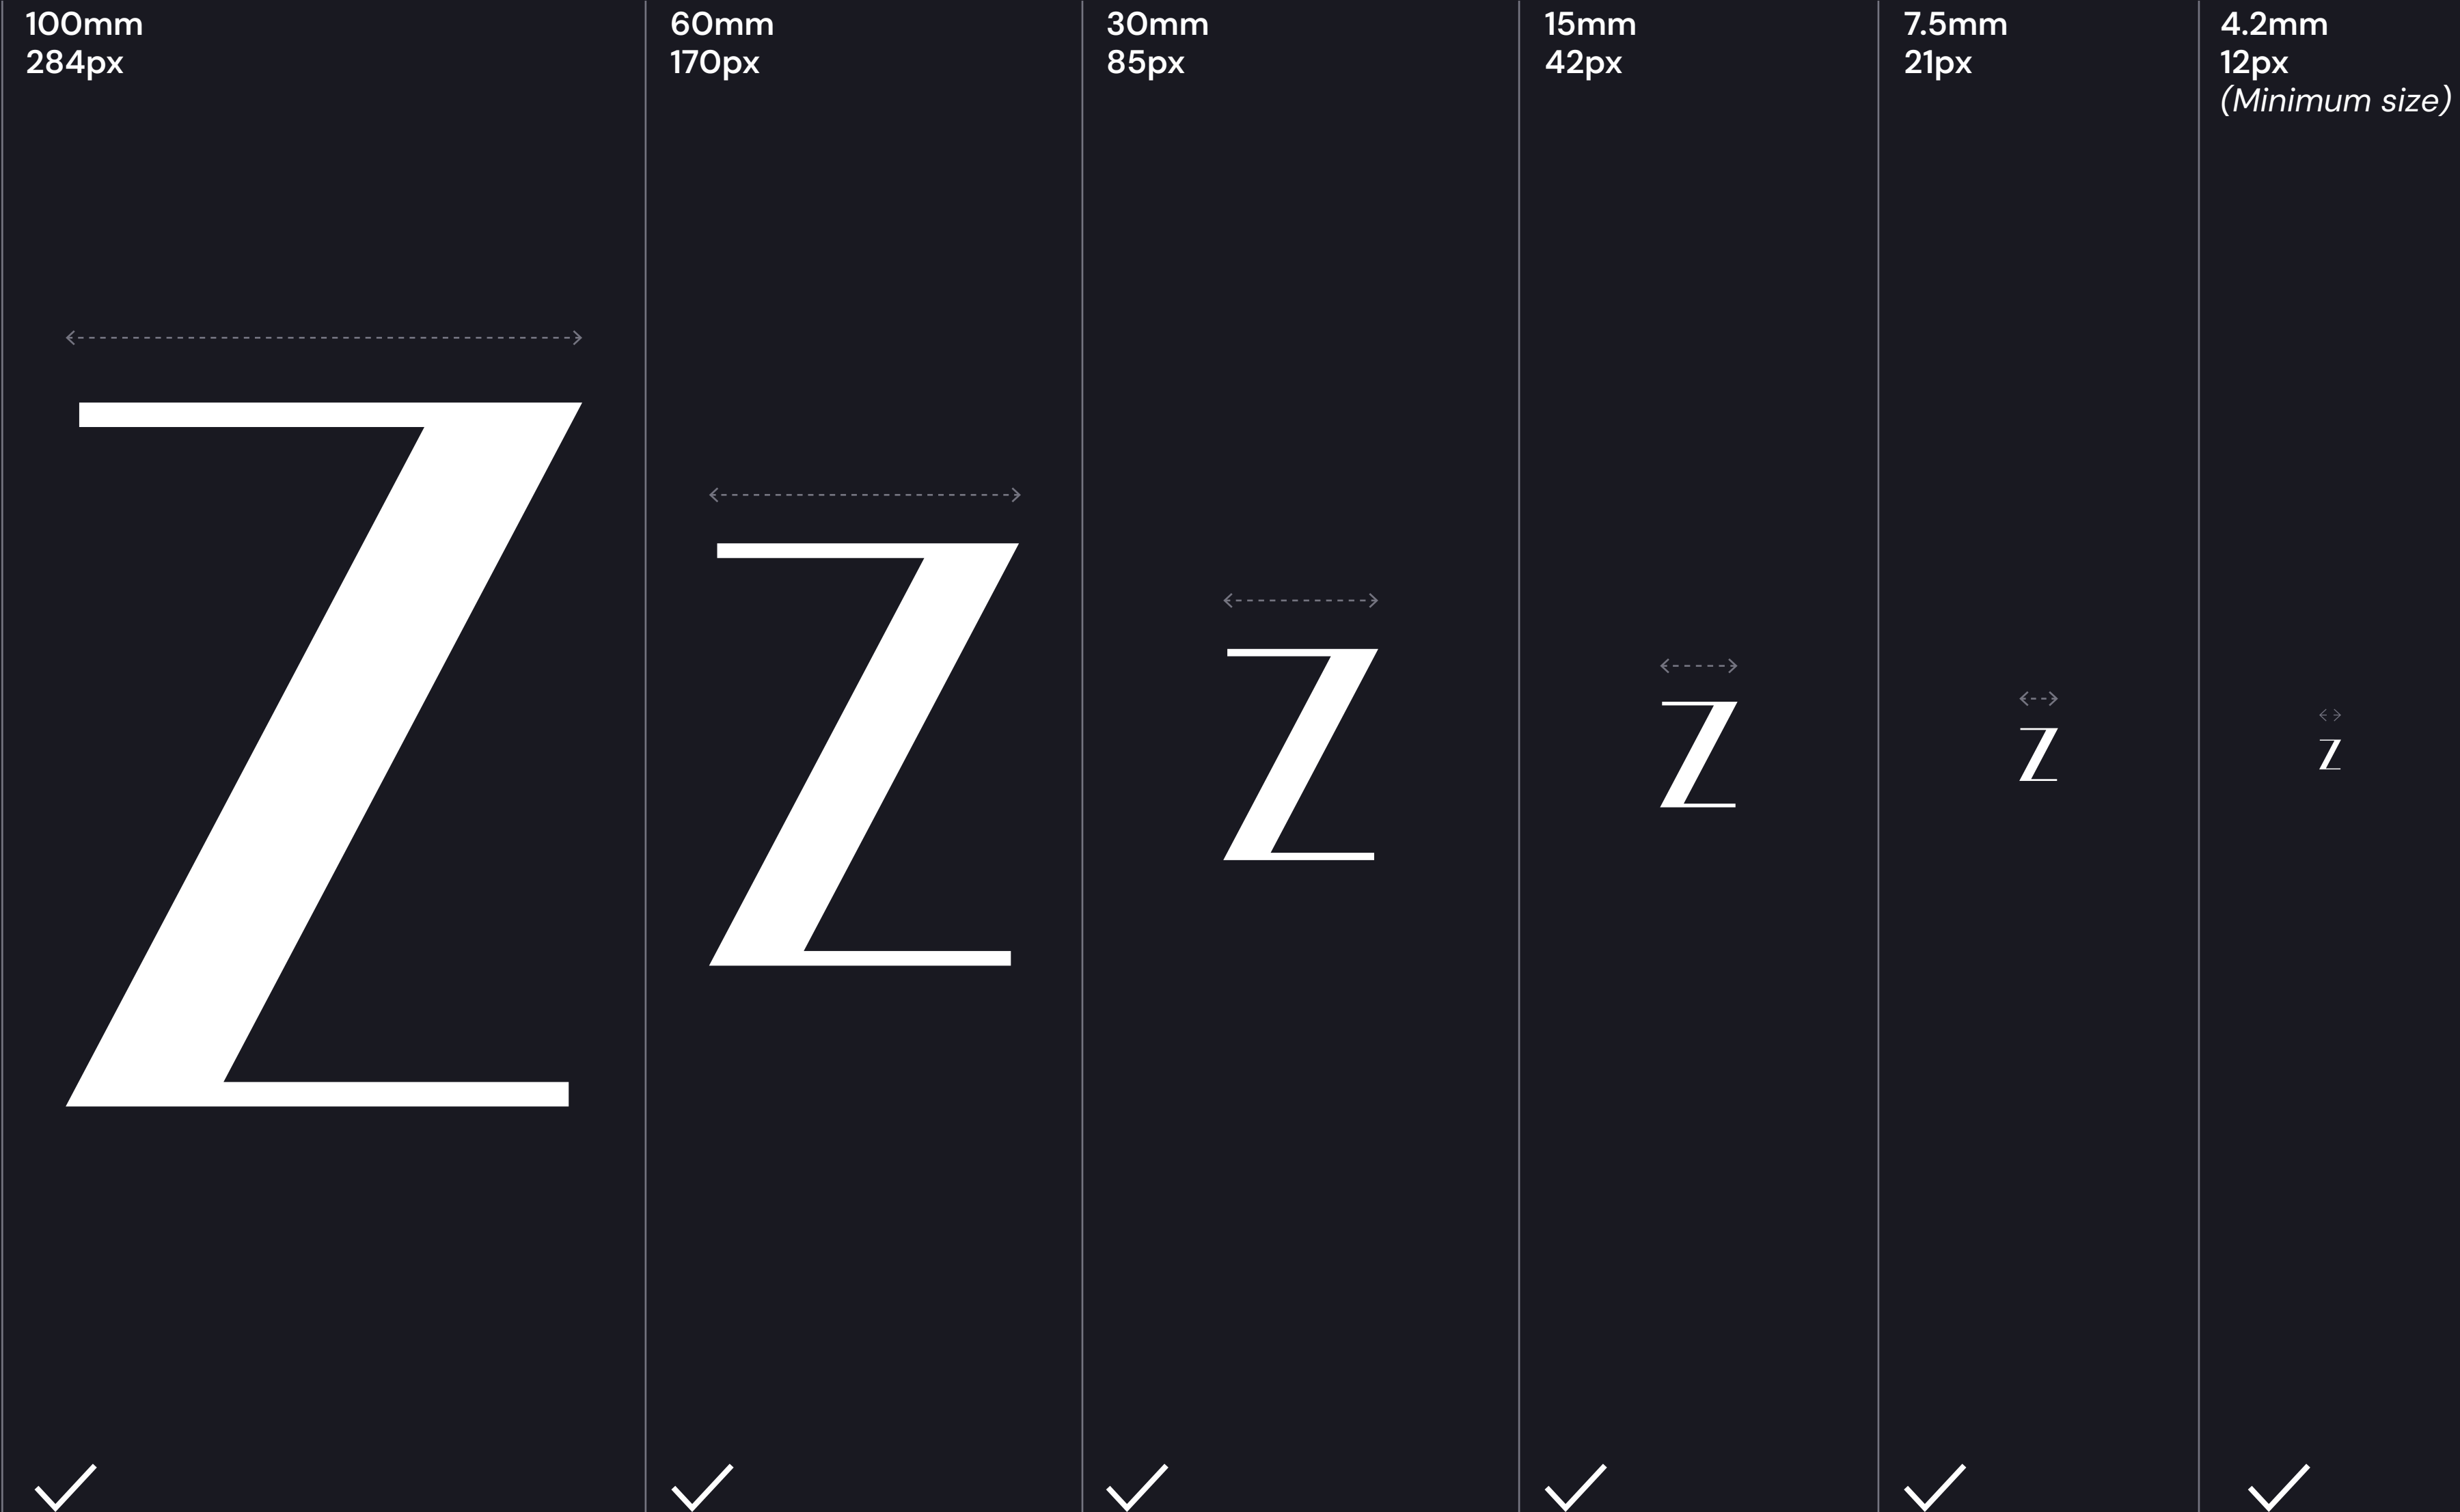 100mm
284px
60mm
170px
30mm
85px
15mm
42px
7.5mm
21px
4.2mm
12px
(Minimum size)
Z
Z
Z
Z
Z
Z